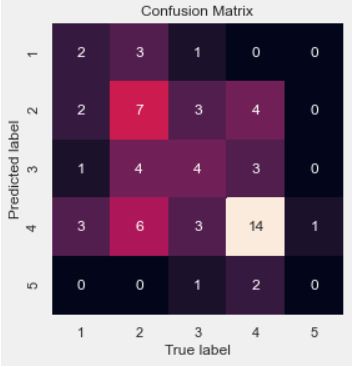 Confusion Matrix
Predicted label
1 2 3 1 0 0
2 2 7 3 4 0
3 1 4 4 3 0
4 3 6 3 14 1
5 0 0 1 2 0
1 2 3 4 5
True label